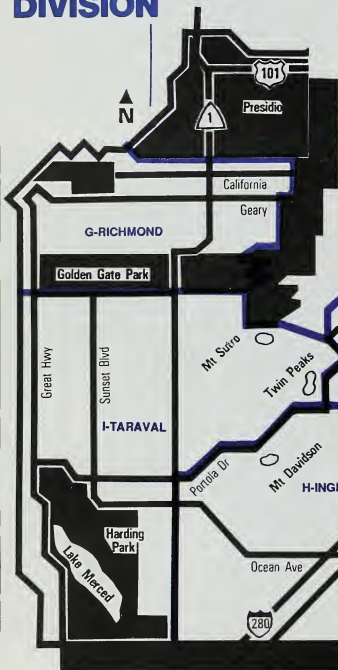 DIVISION
101
N
1
Presidio
California
Geary
G-RICHMOND
Golden Gate Park
Great Hwy
Sunset Blvd
Mt Sutro
Twin Peaks
I-TARAVAL
Portola Dr
Mt Davidson
H-INGL
Harding
Park
Lake Merced
Ocean Ave
280